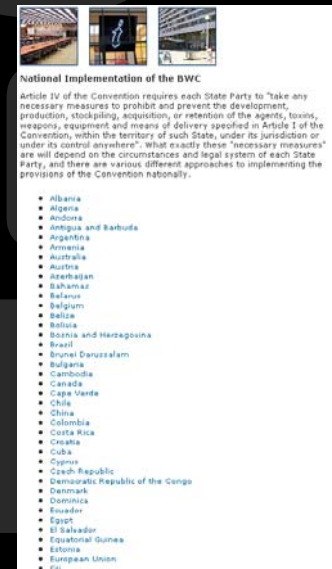 National Implementation of the BWC
Article IV of the Convention requires each State Party to "take any
necessary measures to prohibit and prevent the development,
production, stockpiling, acquisition, or retention of the agents, toxins,
weapons, equipment and means of delivery specified in Article I of the
Convention, within the territory of such State, under its jurisdiction or
under its control anywhere". What exactly these "necessary measures"
are will depend on the circumstances and legal system of each State
Party, and there are various different approaches to implementing the
provisions of the Convention nationally.
Albania
Algeria
Andorra
Antigua and Barbuda
Argentina
Armenia
Australia
Austria
Azerbaijan
Bahamas
Belarus
Belgium
Belize
Bolivia
Bosnia and Herzegovina
Brazil
Brunei Darussalam
Bulgaria
Cambodia
Canada
Cape Verde
Chile
China
Colombia
Costa Rica
Croatia
Cuba
Cyprus
Czech Republic
Democratic Republic of the Congo
Denmark
Dominica
Ecuador
Egypt
El Salvador
Equatorial Guinea
Estonia
European Union